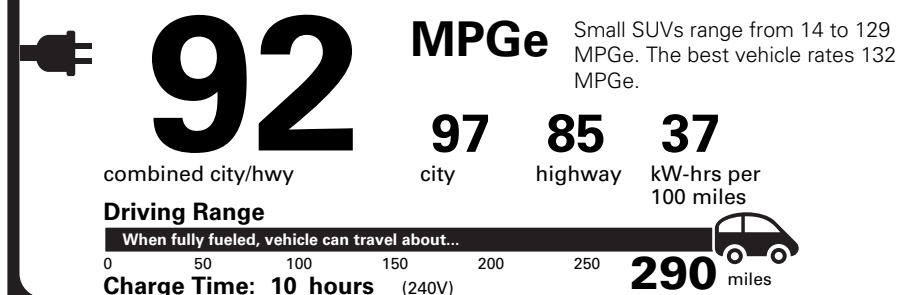 92
MPGe
Small SUVs range from 14 to 129
MPGe. The best vehicle rates 132
MPGe.
97 85 37
combined city/hwy
city
highway
kW-hrs per
100 miles
Driving Range
When fully fueled, vehicle can travel about...
0 50 100 150 200 250 290 miles
Charge Time: 10 hours (240V)